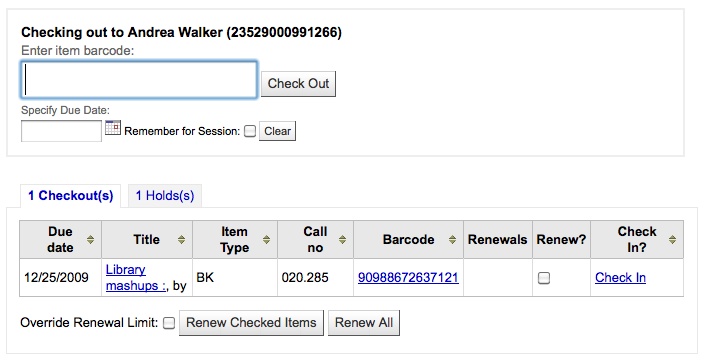 Checking out to Andrea Walker (23529000991266)
Enter item barcode:
Check Out
Specify Due Date:
Remember for Session: Clear
1 Checkout(s) 1 Holds(s)
Due date Title Item Type Call no Barcode Renewals Renew? Check In?
12/25/2009 Library mashups :, by BK 020.285 90988672637121 Check In
Override Renewal Limit: Renew Checked Items Renew All